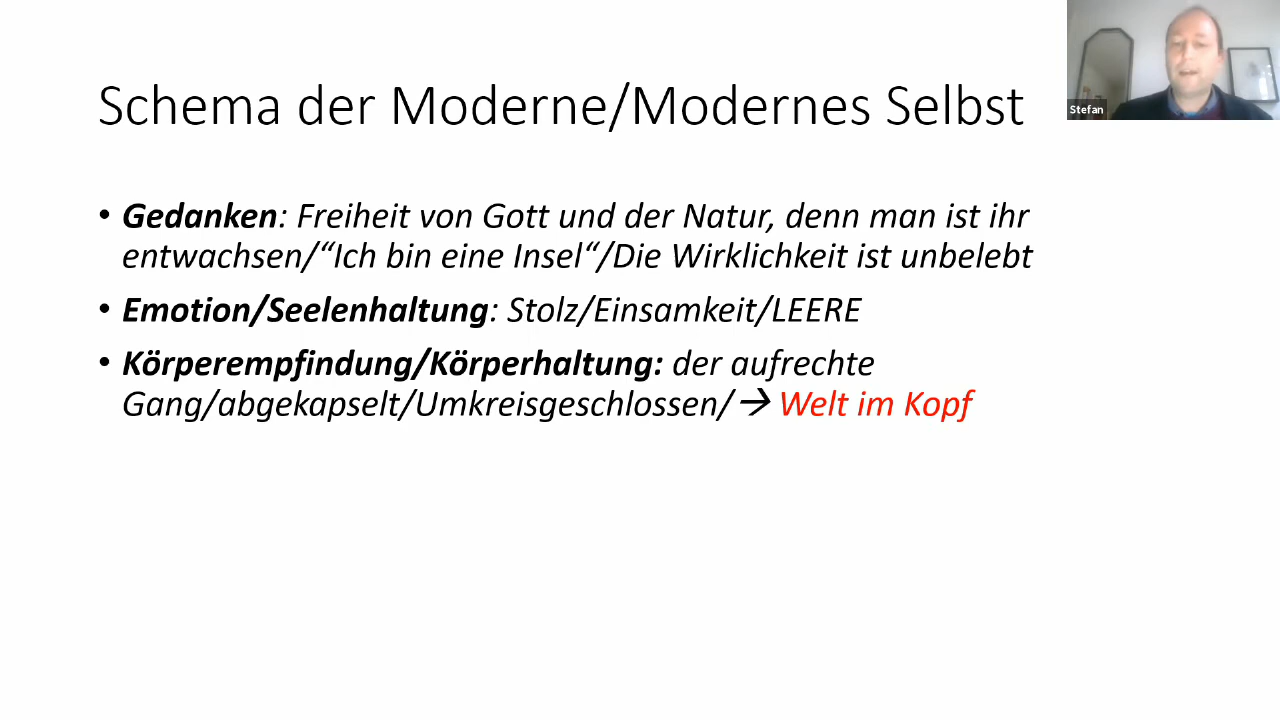 Schema der Moderne/Modernes Selbst
Stefan
• Gedanken: Freiheit von Gott und der Natur, denn man ist ihr
entwachsen/“Ich bin eine Insel“/Die Wirklichkeit ist unbelebt
• Emotion/Seelenhaltung: Stolz/Einsamkeit/LEERE
• Körperempfindung/Körperhaltung: der aufrechte
Gang/abgekapselt/Umkreisgeschlossen/→ Welt im Kopf